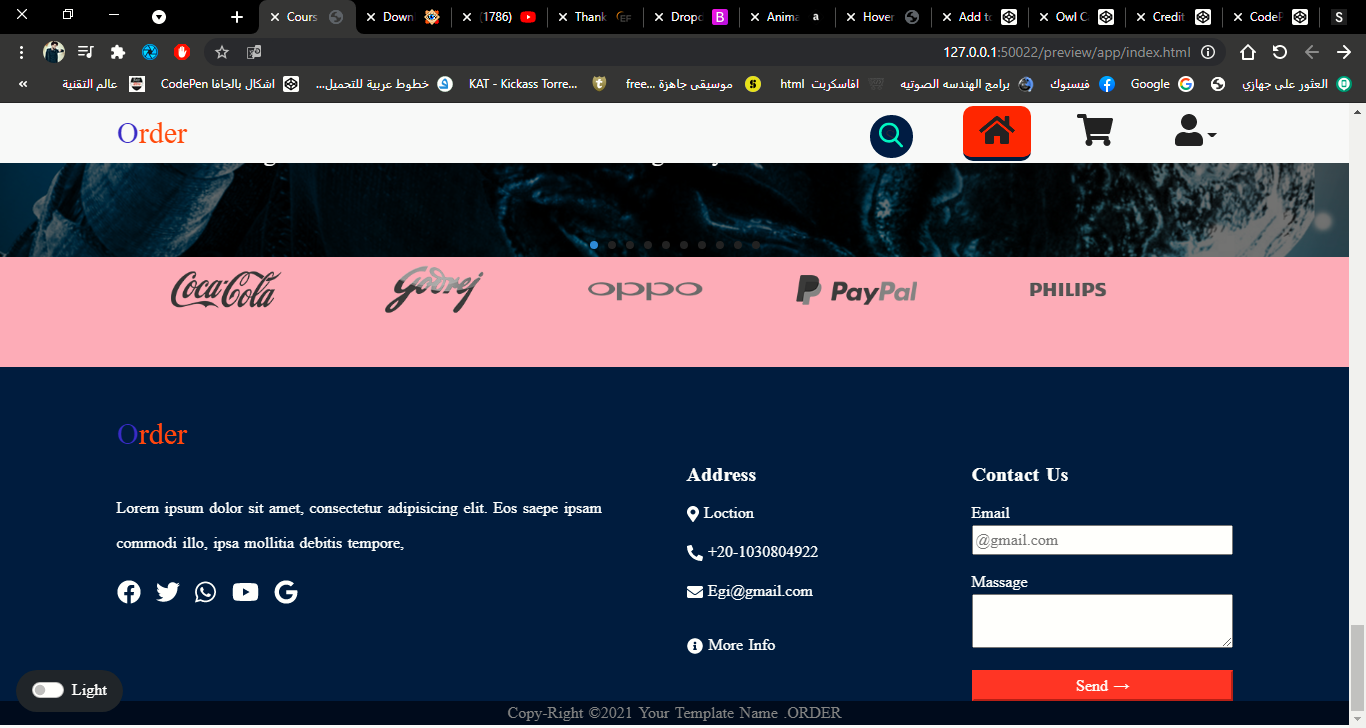 Cours
Down
(1786)
Thank
Dropd
Anima
Hover
Add to
Owl C
Credit
CodeP
127.0.0.1:50022/preview/app/index.html
عالم التقنية
اشكال بالجافا CodePen
خطوط عربية للتحميل...
KAT - Kickass Torre...
موسيقى جاهزة free...
افاسكربت html
برامج الهندسه الصوتيه
فيسبوك
Google
العثور على جهازي
Order
Coca-Cola
Godrej
oppo
PayPal
PHILIPS
Order
Lorem ipsum dolor sit amet, consectetur adipisicing elit. Eos saepe ipsam
commodi illo, ipsa mollitia debitis tempore,
Address
Loction
+20-1030804922
Egi@gmail.com
More Info
Contact Us
Email
@gmail.com
Massage
Send →
Light
Copy-Right ©2021 Your Template Name .ORDER